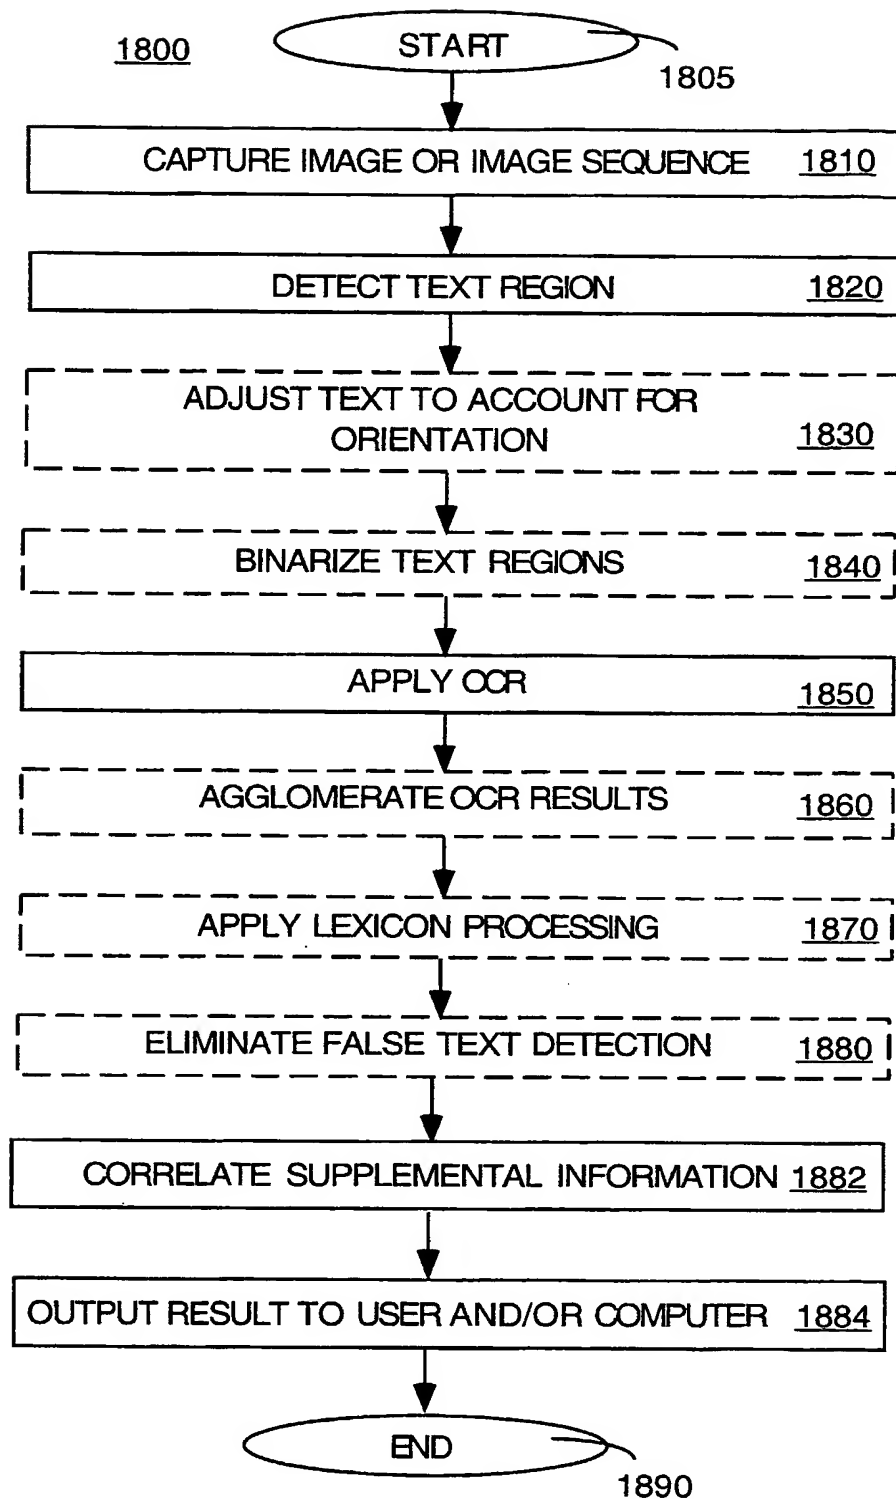 1800
START
1805
CAPTURE IMAGE OR IMAGE SEQUENCE 1810
DETECT TEXT REGION 1820
ADJUST TEXT TO ACCOUNT FOR
ORIENTATION 1830
BINARIZE TEXT REGIONS 1840
APPLY OCR 1850
AGGLOMERATE OCR RESULTS 1860
APPLY LEXICON PROCESSING 1870
ELIMINATE FALSE TEXT DETECTION 1880
CORRELATE SUPPLEMENTAL INFORMATION 1882
OUTPUT RESULT TO USER AND/OR COMPUTER 1884
END
1890